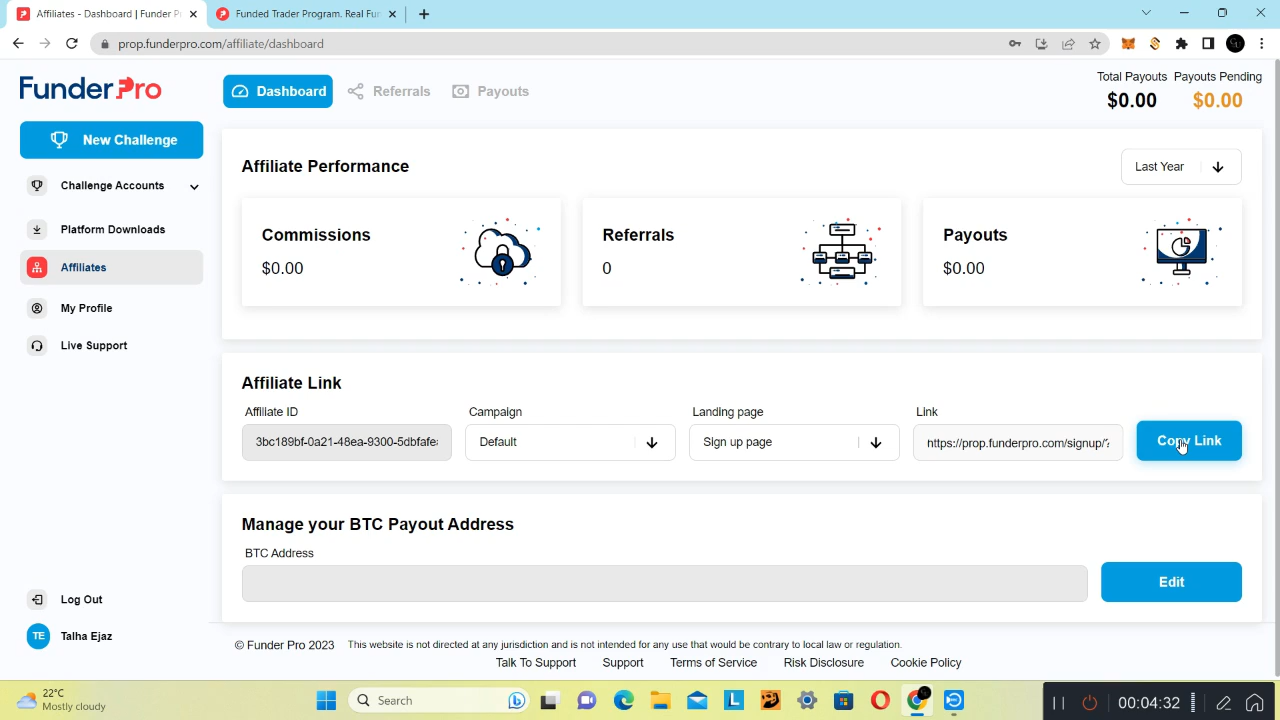 Affiliates - Dashboard | Funder P
Funded Trader Program. Real Fun
prop.funderpro.com/affiliate/dashboard
FunderPro
Dashboard
Referrals
Payouts
Total Payouts
$0.00
Payouts Pending
$0.00
New Challenge
Challenge Accounts
Platform Downloads
Affiliates
My Profile
Live Support
Affiliate Performance
Last Year
Commissions
$0.00
Referrals
0
Payouts
$0.00
Affiliate Link
Affiliate ID
3bc189bf-0a21-48ea-9300-5dbfafe
Campaign
Default
Landing page
Sign up page
Link
https://prop.funderpro.com/signup/?
Copy Link
Manage your BTC Payout Address
BTC Address
Edit
Log Out
TE
Talha Ejaz
© Funder Pro 2023
This website is not directed at any jurisdiction and is not intended for any use that would be contrary to local law or regulation.
Talk To Support
Support
Terms of Service
Risk Disclosure
Cookie Policy
22°C
Mostly cloudy
Search
00:04:32